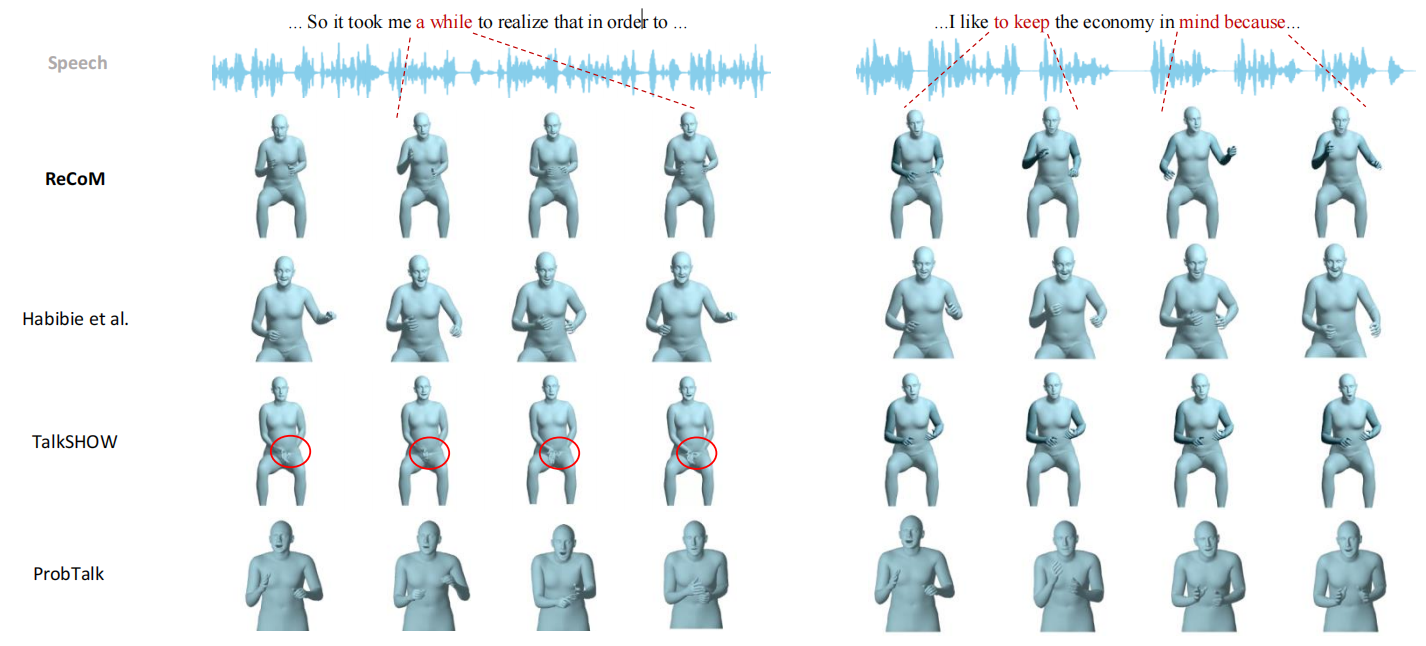 ... So it took me a while to realize that in order to ...
...I like to keep the economy in mind because...
Speech
ReCoM
Habibie et al.
TalkSHOW
ProbTalk